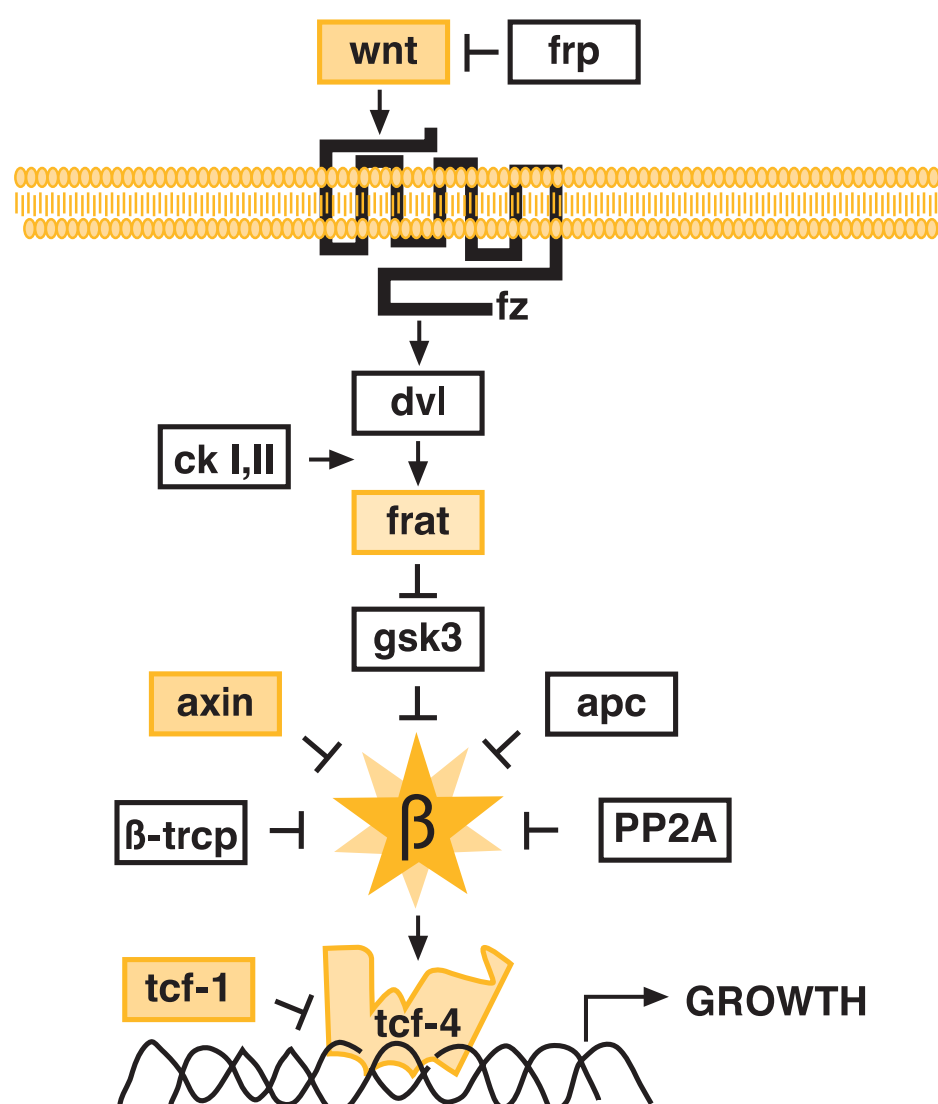 wnt
frp
fz
dvl
ck I,II
frat
gsk3
axin
apc
β
ß-trcp
PP2A
tcf-1
tcf-4
GROWTH